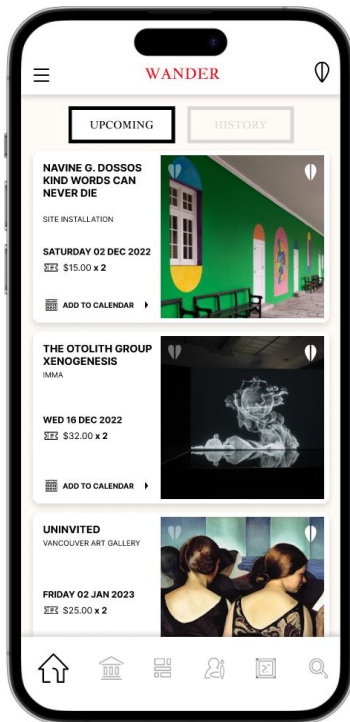 WANDER
UPCOMING
HISTORY
NAVINE G. DOSSOS
KIND WORDS CAN
NEVER DIE
SITE INSTALLATION
SATURDAY 02 DEC 2022
$15.00 x 2
ADD TO CALENDAR
THE OTOLITH GROUP
XENOGENESIS
IMMA
WED 16 DEC 2022
$32.00 x 2
ADD TO CALENDAR
UNINVITED
VANCOUVER ART GALLERY
FRIDAY 02 JAN 2023
$25.00 x 2